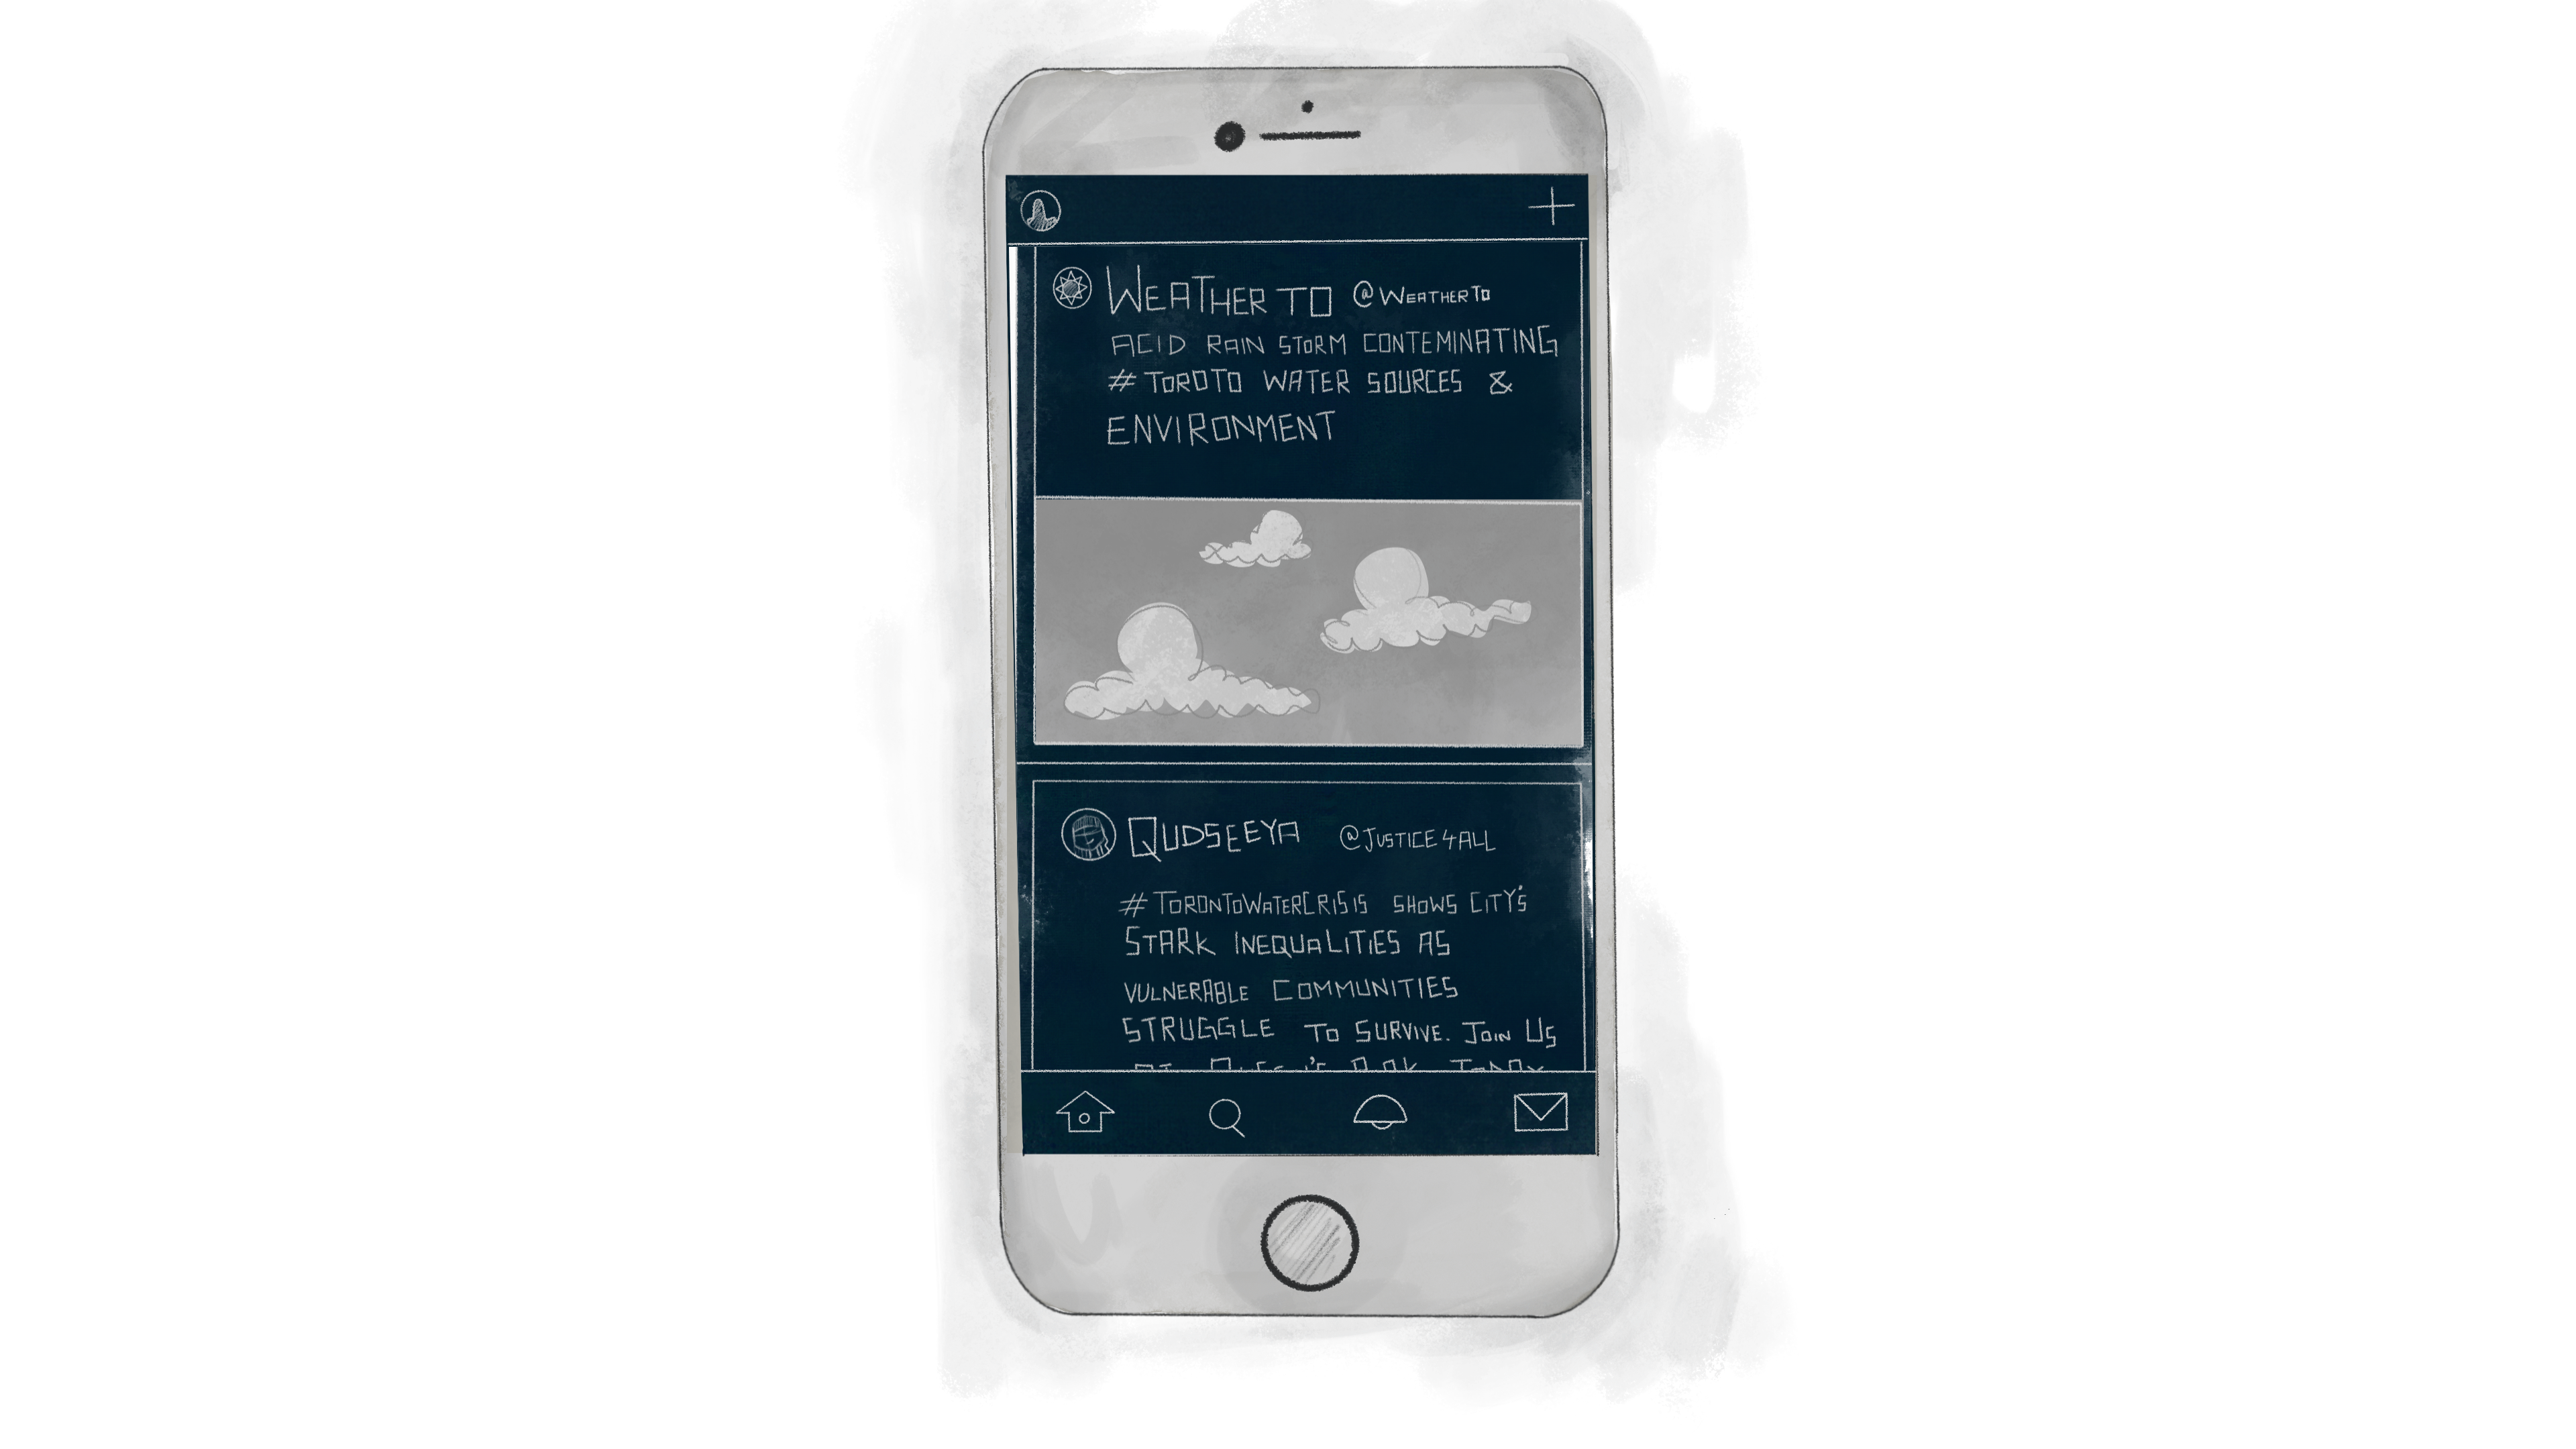 WEATHER TO @WEATHERTO
ACID RAIN STORM CONTEMINATING
#TOROTO WATER SOURCES &
ENVIRONMENT
QUDSEEYA @JUSTICE4ALL
#TORONTOWATERCRISIS SHOWS CITY'S
STARK INEQUALITIES AS
VULNERABLE COMMUNITIES
STRUGGLE TO SURVIVE. JOIN US